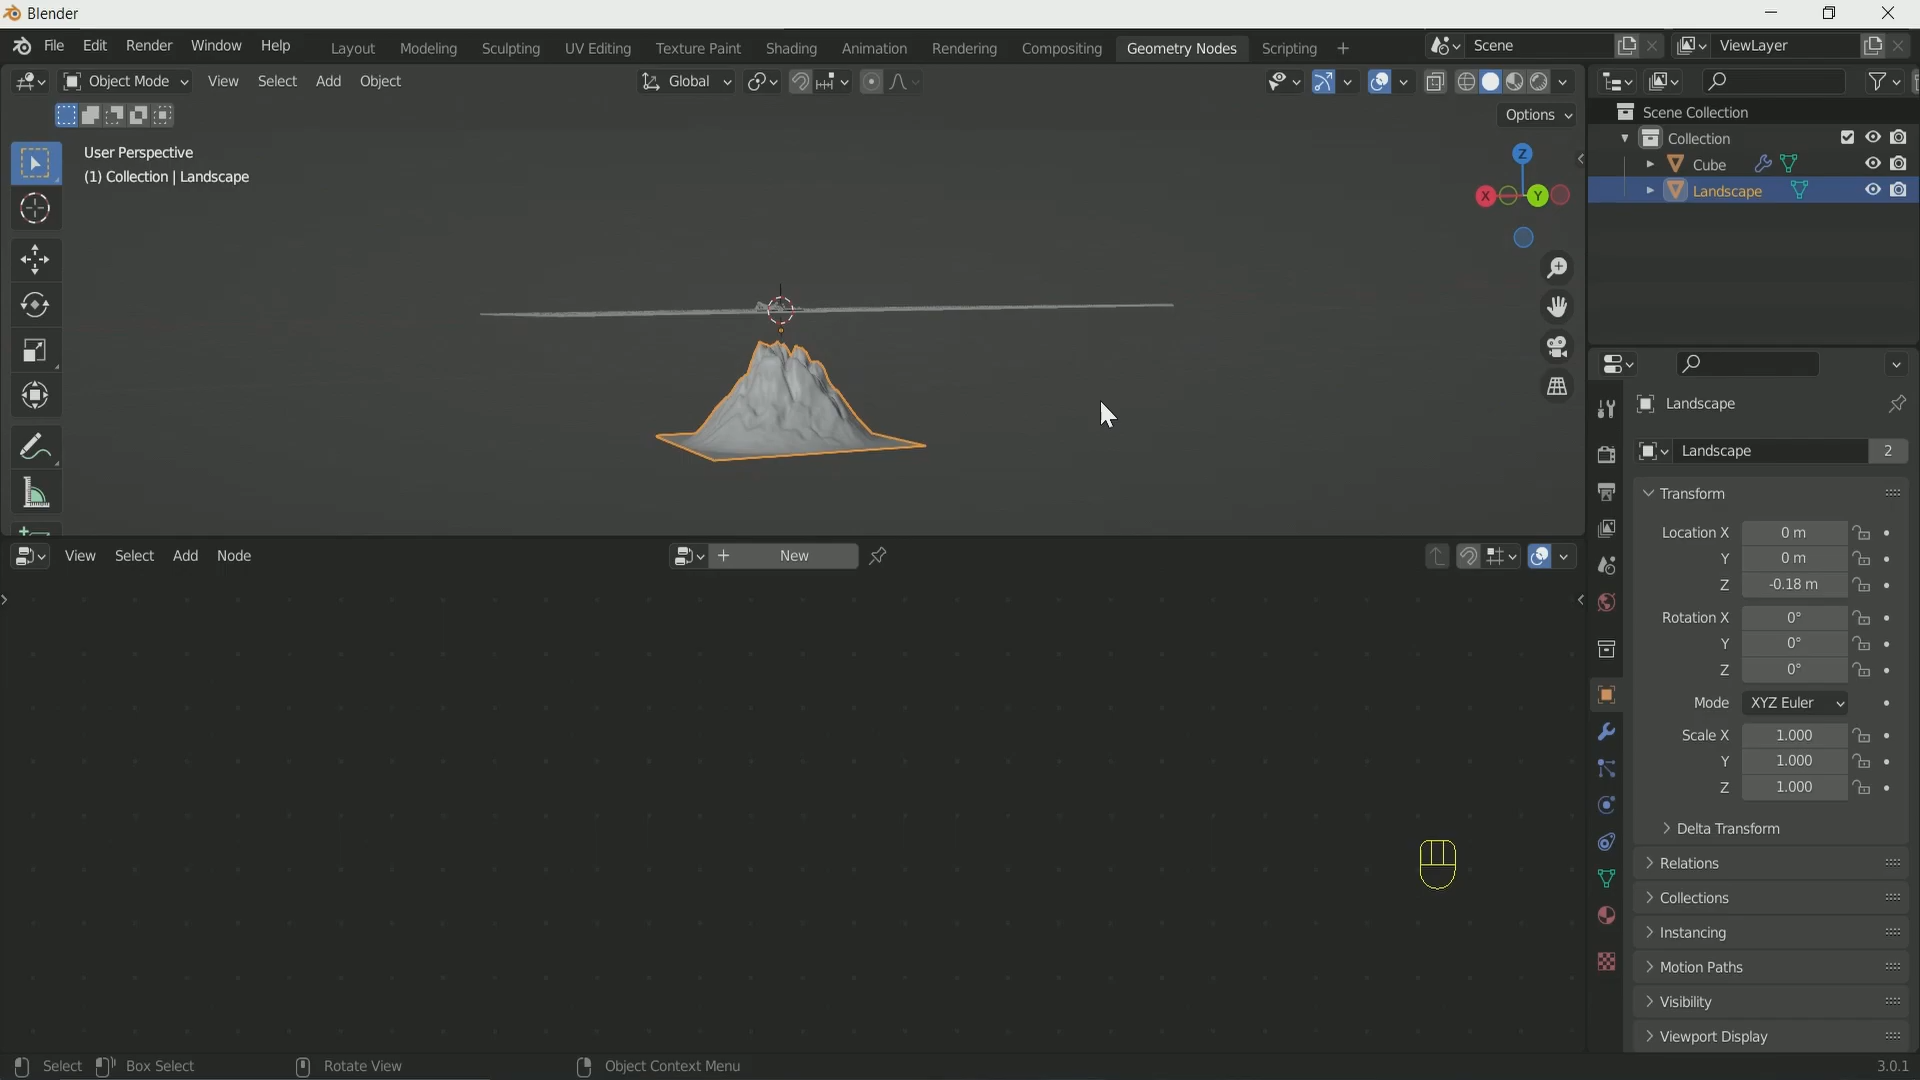 Blender
File Edit Render Window Help Layout Modeling Sculpting UV Editing Texture Paint Shading Animation Rendering Compositing Geometry Nodes Scripting + Scene ViewLayer
Object Mode View Select Add Object Global
Options
User Perspective
(1) Collection | Landscape
Z
X Y
Scene Collection
Collection
Cube
Landscape
Landscape
Landscape 2
Transform
Location X 0 m
Y 0 m
Z -0.18 m
Rotation X 0°
Y 0°
Z 0°
Mode XYZ Euler
Scale X 1.000
Y 1.000
Z 1.000
Delta Transform
Relations
Collections
Instancing
Motion Paths
Visibility
Viewport Display
View Select Add Node + New
Select Box Select Rotate View Object Context Menu 3.0.1